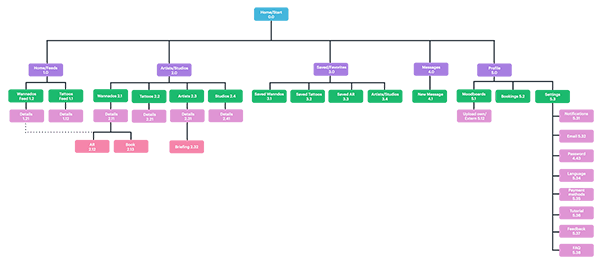 Home/Start
0.0
Home/Feeds
1.0
Artists/Studios
2.0
Saved/Favorites
3.0
Messages
4.0
Profile
5.0
Wannados
Feed 1.2
Tattoos
Feed 1.1
Wannados 2.1
Tattoos 2.2
Artists 2.3
Studios 2.4
Saved Wannados
3.1
Saved Tattoos
3.2
Saved All
3.3
Artists/Studios
3.4
New Message
4.1
Moodboards
5.1
Bookings 5.2
Settings
5.3
Details
1.21
Details
1.12
Details
2.11
Details
2.21
Details
2.31
Details
2.41
Upload own/
Extern 5.12
Notifications
5.31
All
2.12
Book
2.13
Briefing 2.32
Email 5.32
Password
Language
5.34
Payment
methods
5.35
Tutorial
5.36
Feedback
5.37
FAQ
5.38